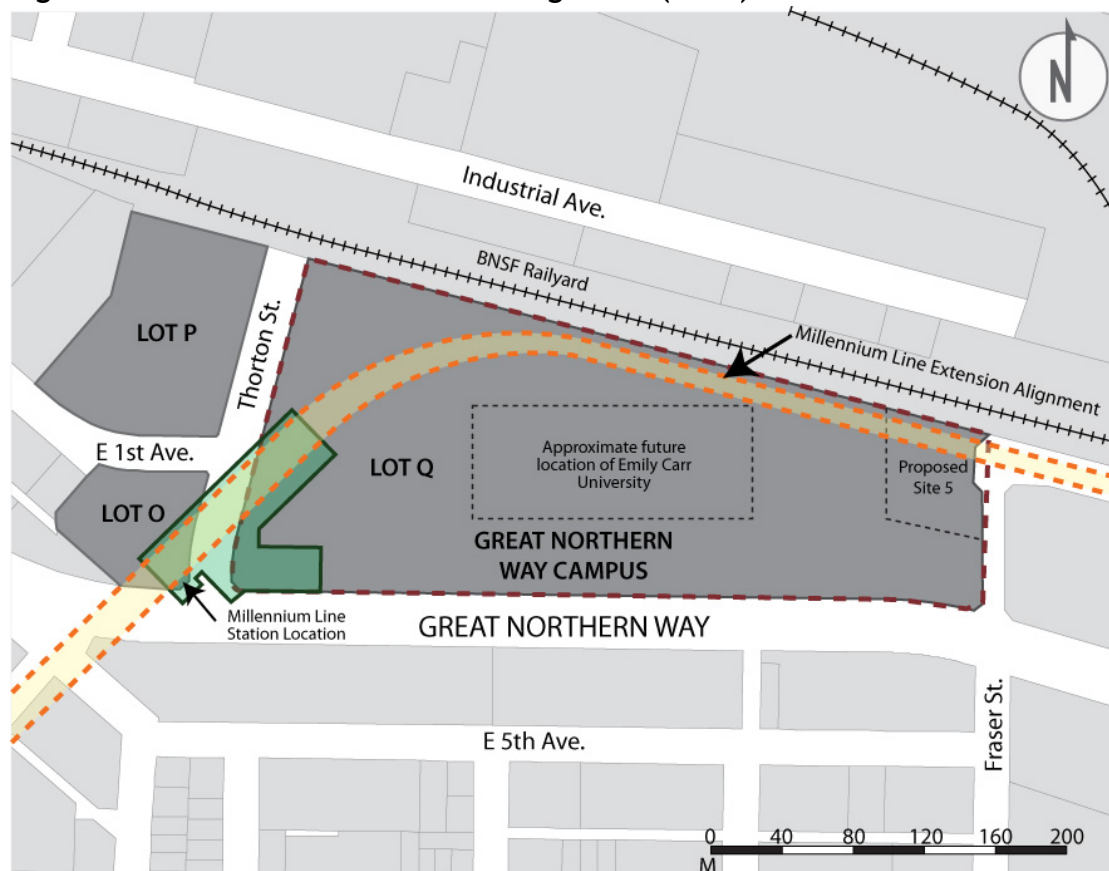 N
Industrial Ave.
BNSF Railyard
Millennium Line Extension Alignment
LOT P
Thorton St.
E 1st Ave.
LOT Q
Approximate future
location of Emily Carr
University
Proposed
Site 5
LOT O
GREAT NORTHERN
WAY CAMPUS
Millennium Line
Station Location
GREAT NORTHERN WAY
E 5th Ave.
Fraser St.
0 40 80 120 160 200
M